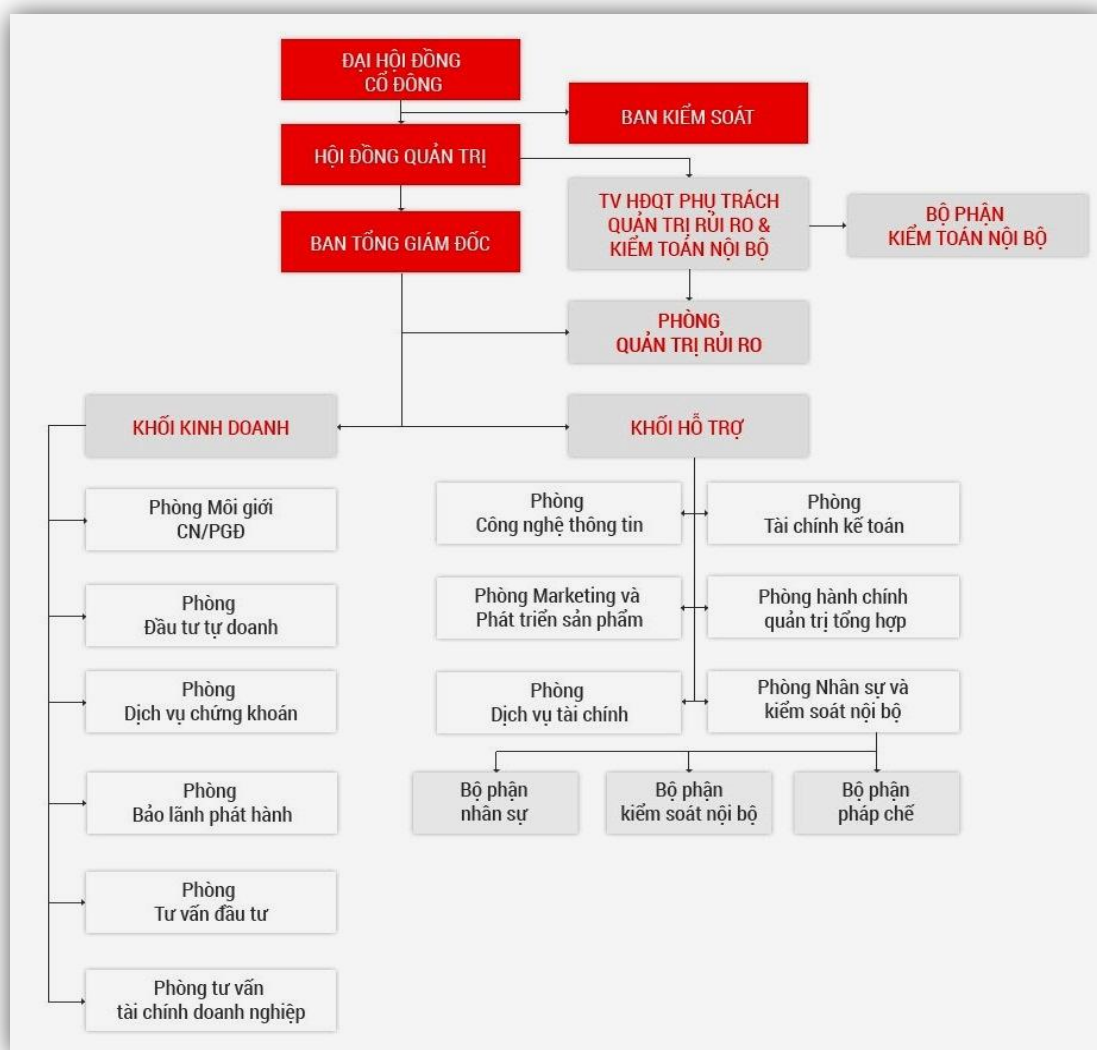 ĐẠI HỘI ĐỒNG
CỔ ĐÔNG
BAN KIỂM SOÁT
HỘI ĐỒNG QUẢN TRỊ
TV HĐQT PHỤ TRÁCH
QUẢN TRỊ RỦI RO &
KIỂM TOÁN NỘI BỘ
BỘ PHẬN
KIỂM TOÁN NỘI BỘ
BAN TỔNG GIÁM ĐỐC
PHÒNG
QUẢN TRỊ RỦI RO
KHỐI KINH DOANH
KHỐI HỖ TRỢ
Phòng Môi giới
CN/PGĐ
Phòng
Đầu tư tự doanh
Phòng
Dịch vụ chứng khoán
Phòng
Bảo lãnh phát hành
Phòng
Tư vấn đầu tư
Phòng tư vấn
tài chính doanh nghiệp
Phòng
Công nghệ thông tin
Phòng
Tài chính kế toán
Phòng Marketing và
Phát triển sản phẩm
Phòng hành chính
quản trị tổng hợp
Phòng
Dịch vụ tài chính
Phòng Nhân sự và
kiểm soát nội bộ
Bộ phận
nhân sự
Bộ phận
kiểm soát nội bộ
Bộ phận
pháp chế